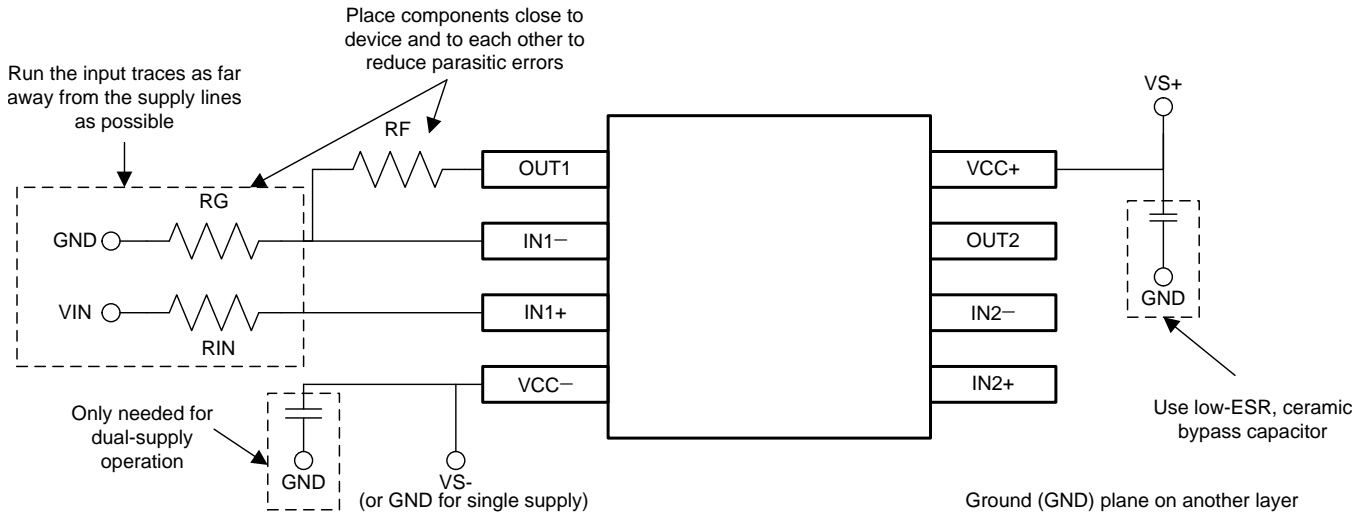 Place components close to
device and to each other to
reduce parasitic errors
Run the input traces as far
away from the supply lines
as possible
VS+
RF
OUT1
VCC+
RG
GND
IN1−
OUT2
GND
VIN
IN1+
IN2−
RIN
VCC−
IN2+
Only needed for
dual-supply
operation
Use low-ESR, ceramic
bypass capacitor
GND
VS-
(or GND for single supply)
Ground (GND) plane on another layer